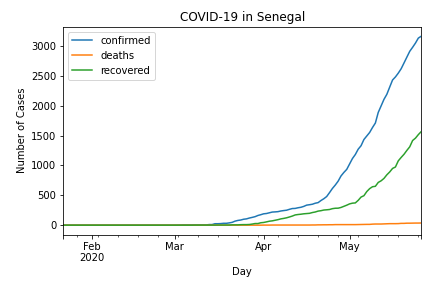 COVID-19 in Senegal
confirmed
deaths
recovered
Number of Cases
3000
2500
2000
1500
1000
500
0
Feb Mar Apr May
2020
Day